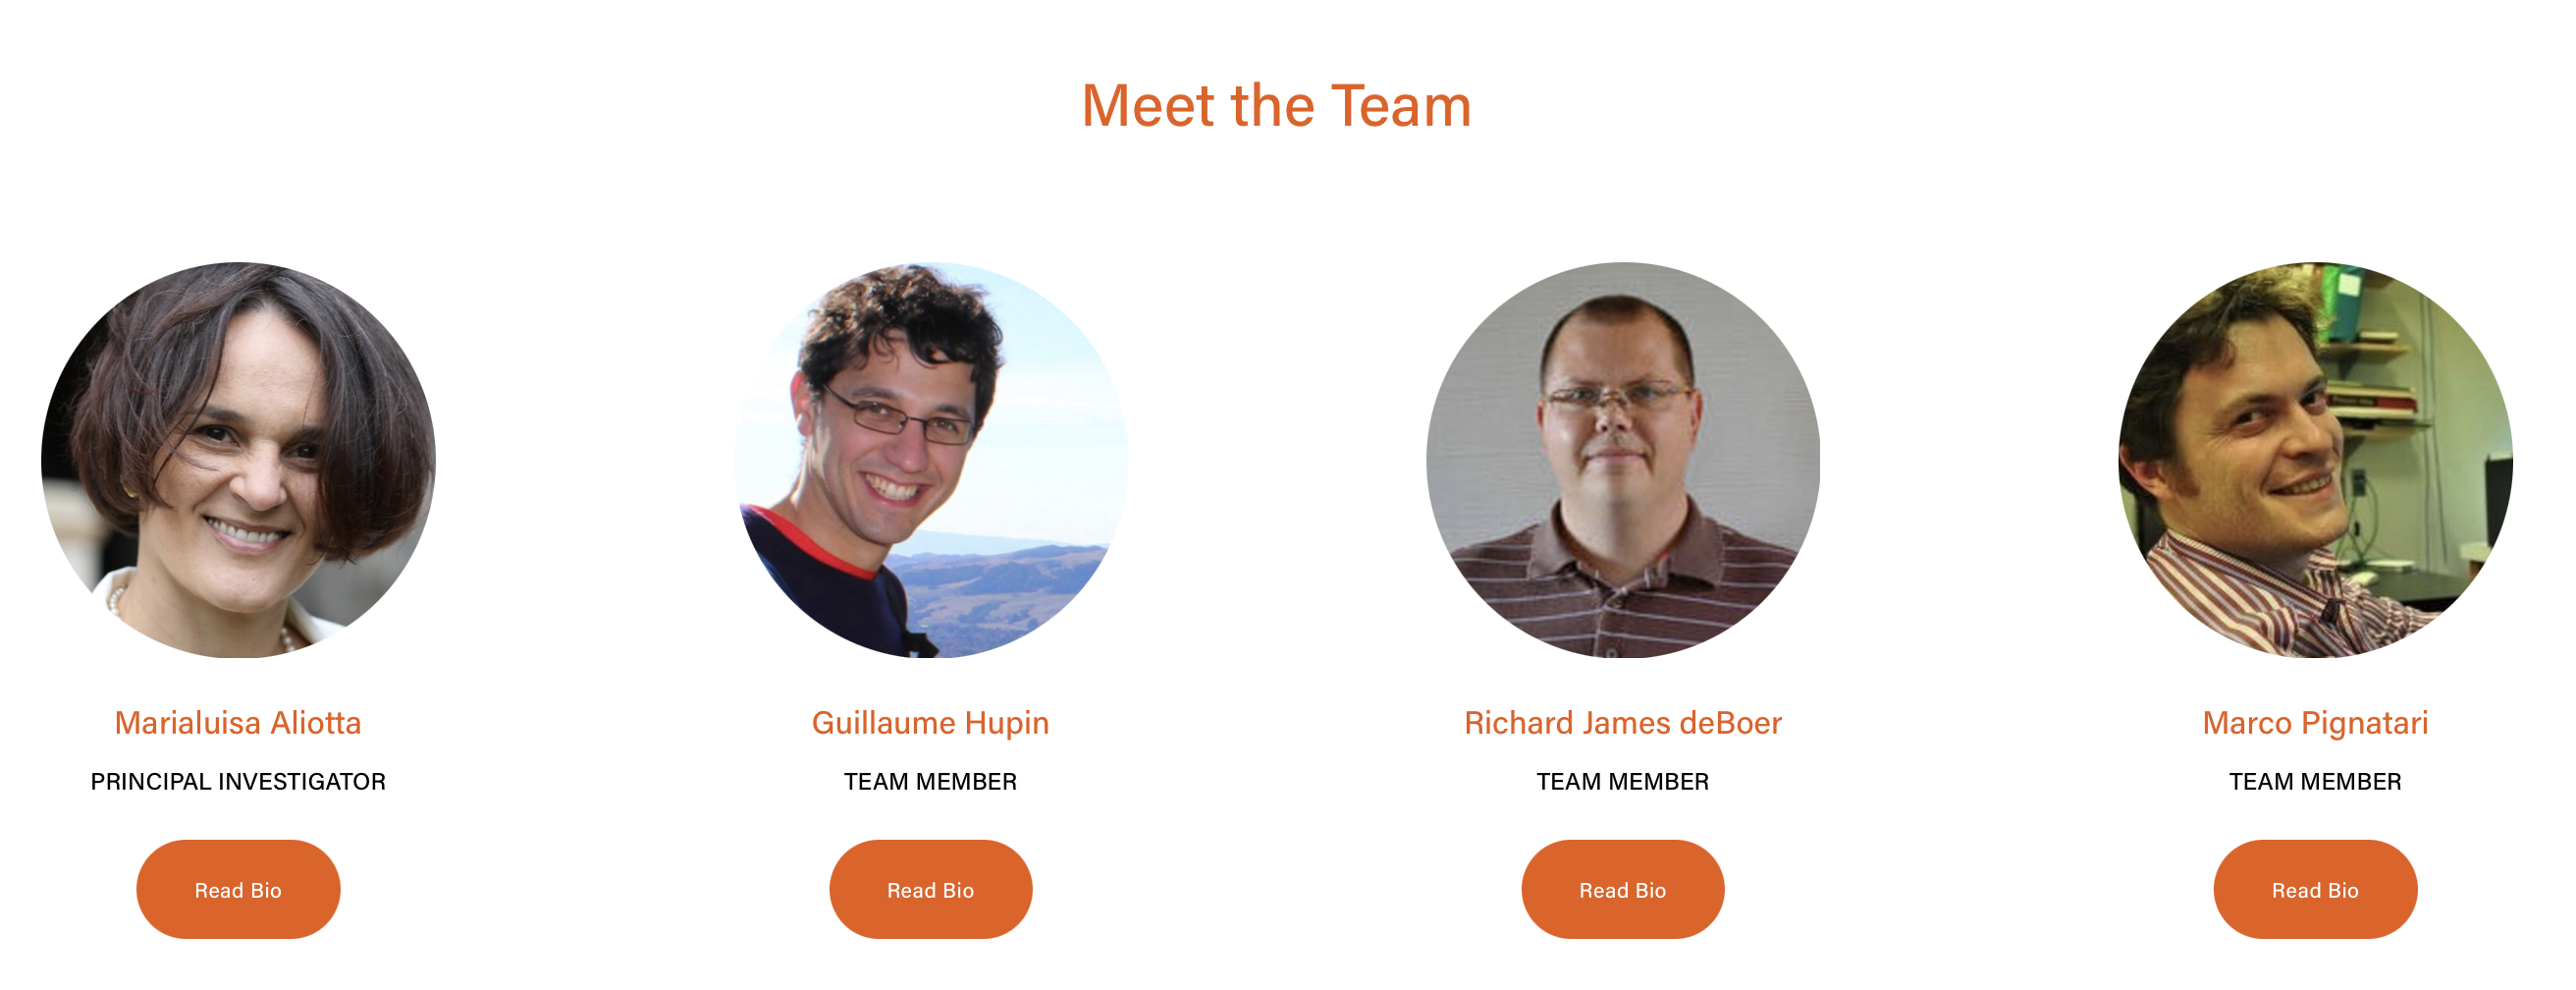 Meet the Team
Marialuisa Aliotta
PRINCIPAL INVESTIGATOR
Read Bio
Guillaume Hupin
TEAM MEMBER
Read Bio
Richard James deBoer
TEAM MEMBER
Read Bio
Marco Pignatari
TEAM MEMBER
Read Bio